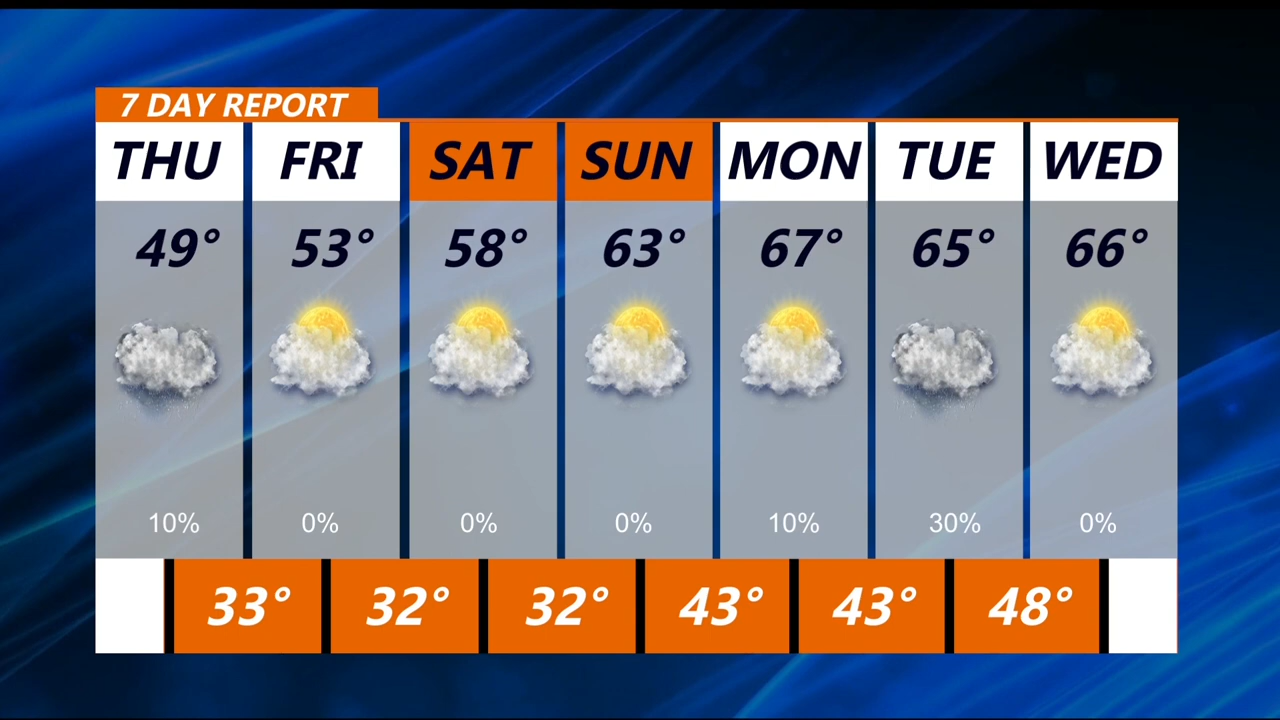 7 DAY REPORT
THU FRI SAT SUN MON TUE WED
49° 53° 58° 63° 67° 65° 66°
10% 0% 0% 0% 10% 30% 0%
33° 32° 32° 43° 43° 48°